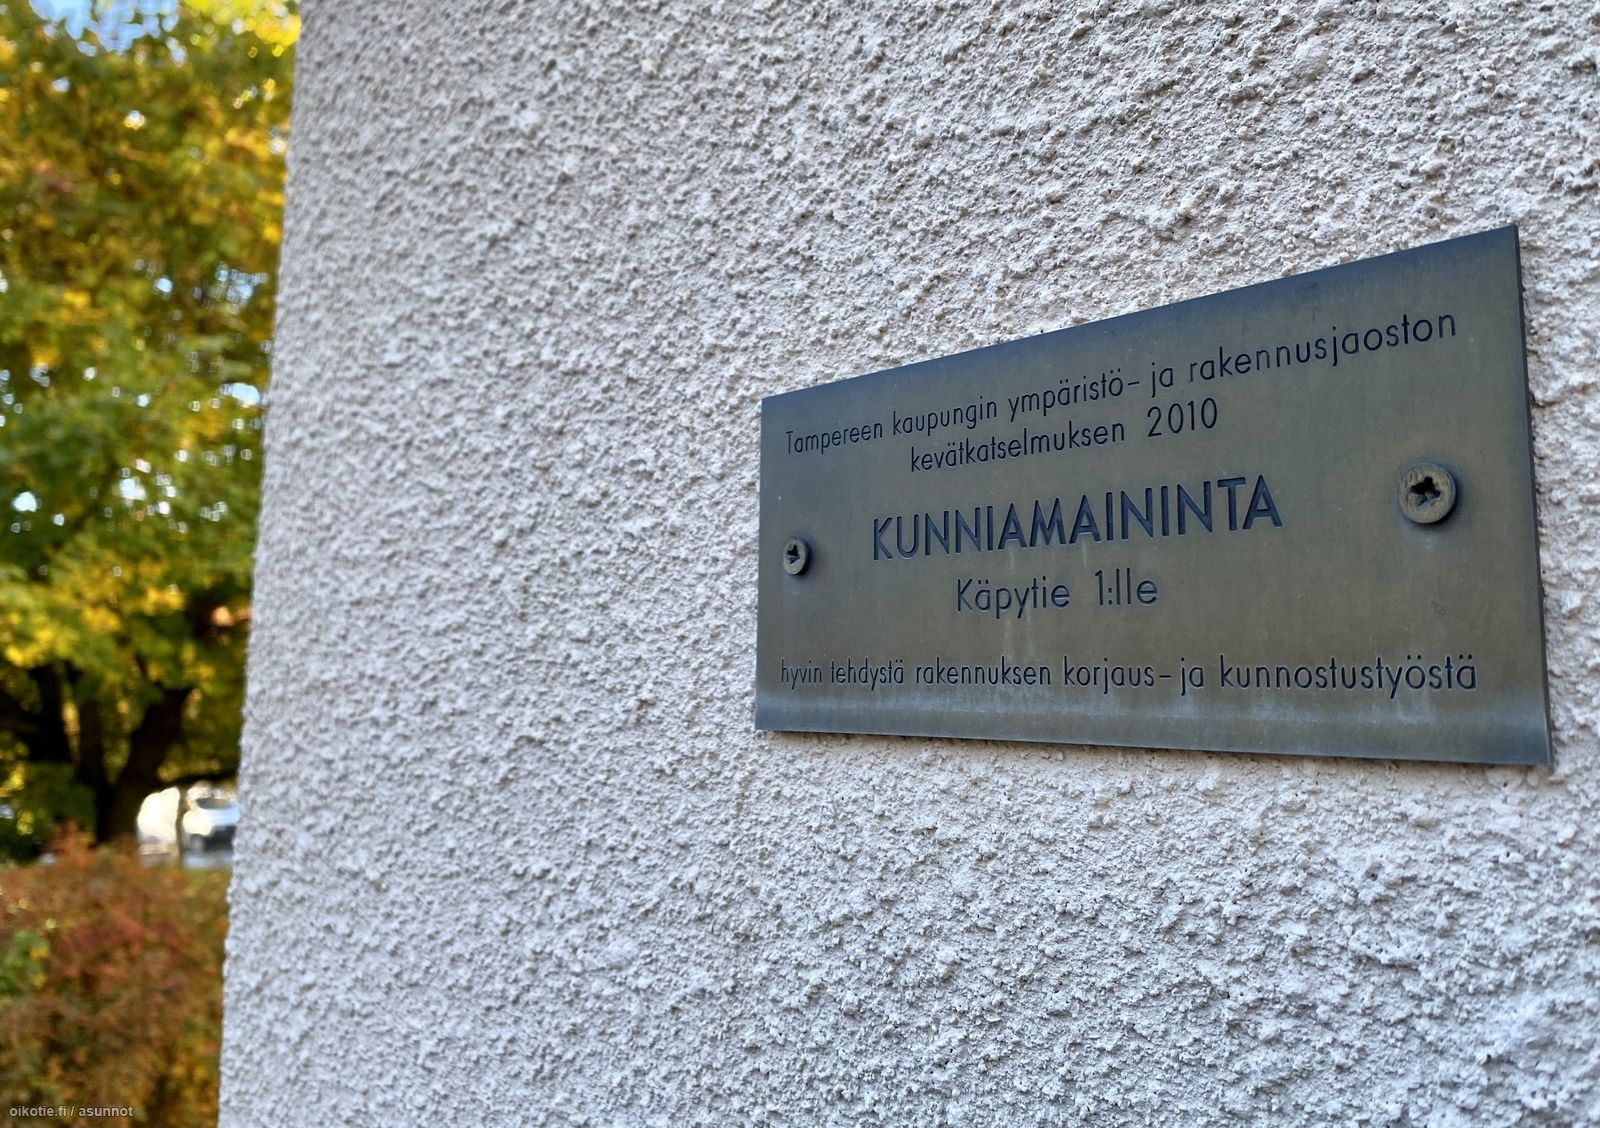 Tampereen kaupungin ympäristö- ja rakennusjaoston
kevätkatselmuksen 2010
KUNNIAMAININTA
Käpytie 1:lle
hyvin tehdystä rakennuksen korjaus- ja kunnostustyöstä
oikotie.fi / asunnot